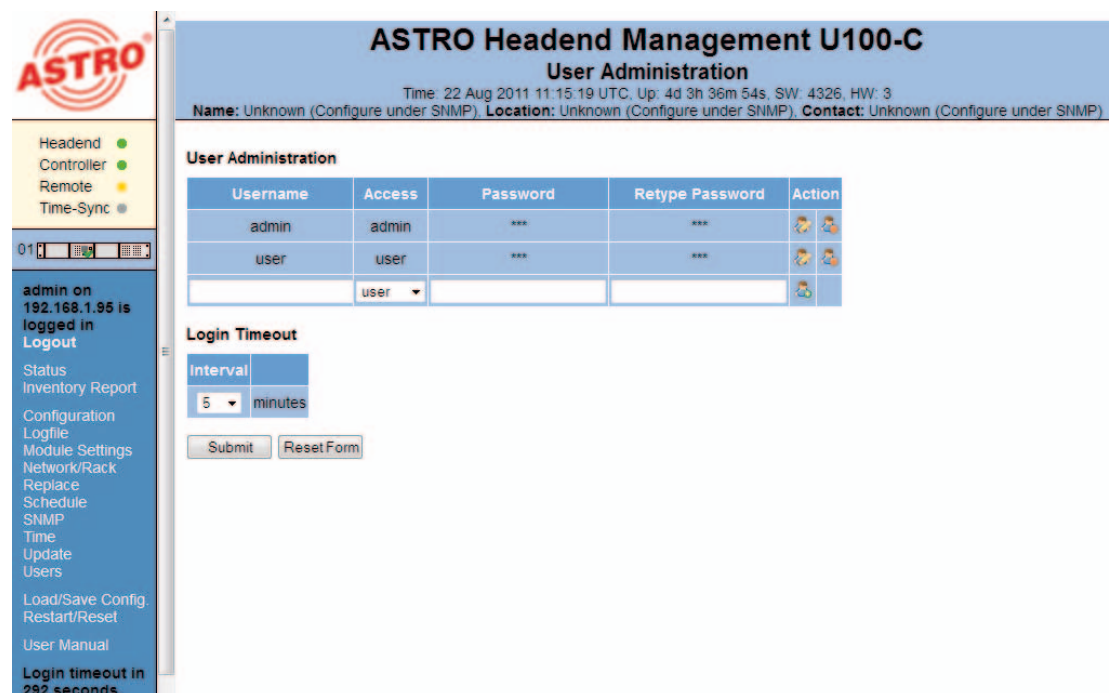 ASTRO
ASTRO Headend Management U100-C
User Administration
Time: 22 Aug 2011 11:15:19 UTC, Up: 4d 3h 36m 54s, SW: 4326, HW: 3
Name: Unknown (Configure under SNMP), Location: Unknown (Configure under SNMP), Contact: Unknown (Configure under SNMP)
Headend
Controller
Remote
Time-Sync
01
admin on
192.168.1.95 is
logged in
Logout
Status
Inventory Report
Configuration
Logfile
Module Settings
Network/Rack
Replace
Schedule
SNMP
Time
Update
Users
Load/Save Config.
Restart/Reset
User Manual
Login timeout in
292 seconds
User Administration
Username Access Password Retype Password Action
admin admin *** ***
user user *** ***
user
Login Timeout
Interval
5 minutes
Submit Reset Form